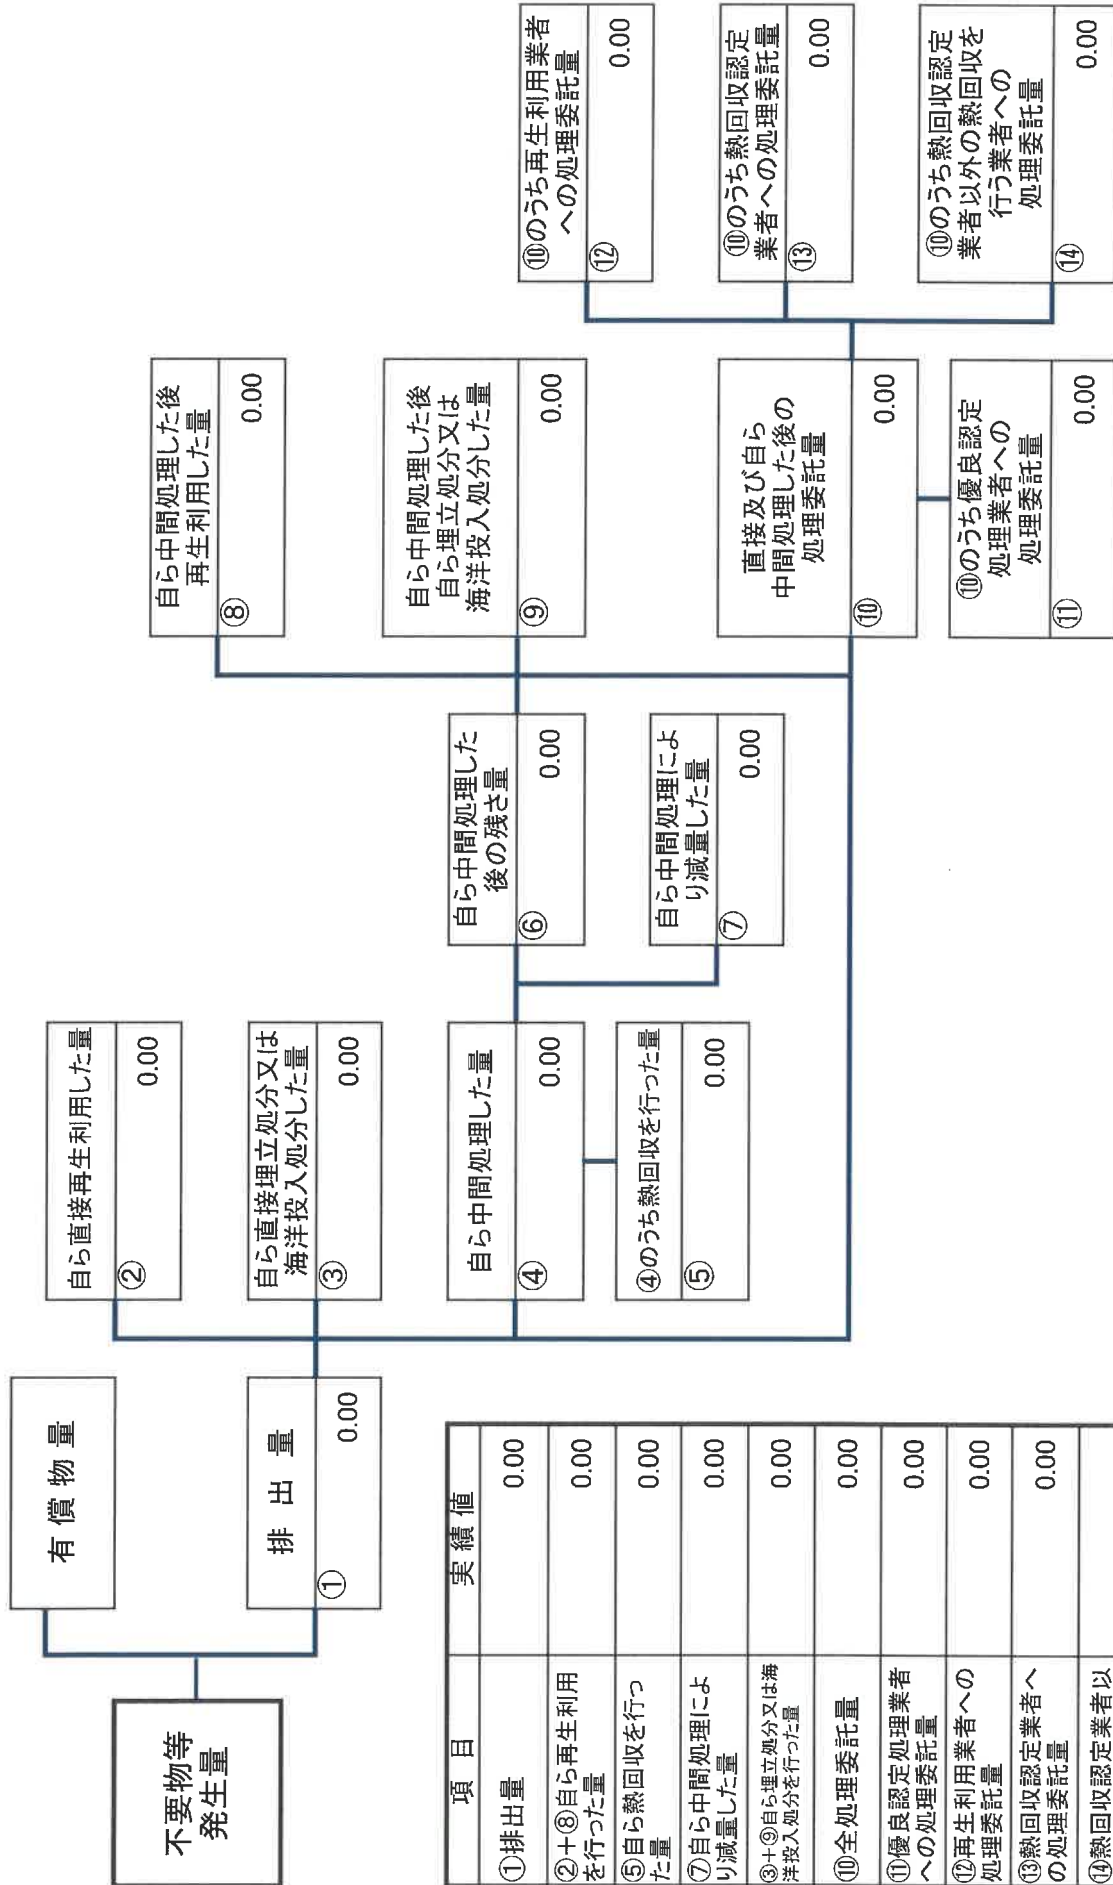 不要物等
発生量
有償物量
排出量
①
0.00
自ら直接再生利用した量
②
0.00
自ら直接埋立処分又は
海洋投入処分した量
③
0.00
自ら中間処理した量
④
0.00
④のうち熱回収を行った量
⑤
0.00
自ら中間処理した
後の残さ量
⑥
0.00
自ら中間処理によ
り減量した量
⑦
0.00
自ら中間処理した後
再生利用した量
⑧
0.00
自ら中間処理した後
自ら埋立処分又は
海洋投入処分した量
⑨
0.00
直接及び自ら
中間処理した後の
処理委託量
⑩
0.00
⑩のうち優良認定
処理業者への
処理委託量
⑪
0.00
⑩のうち再生利用業者
への処理委託量
⑫
0.00
⑩のうち熱回収認定
業者への処理委託量
⑬
0.00
⑩のうち熱回収認定
業者以外の熱回収を
行う業者への
処理委託量
⑭
0.00
項目 実績値
①排出量 0.00
②+⑧自ら再生利用
を行った量 0.00
⑤自ら熱回収を行っ
た量 0.00
⑦自ら中間処理によ
り減量した量 0.00
③+⑨自ら埋立処分又は海
洋投入処分を行った量 0.00
⑩全処理委託量 0.00
⑪優良認定処理業者
への処理委託量 0.00
⑫再生利用業者への
処理委託量 0.00
⑬熱回収認定業者へ
の処理委託量 0.00
⑭熱回収認定業者以